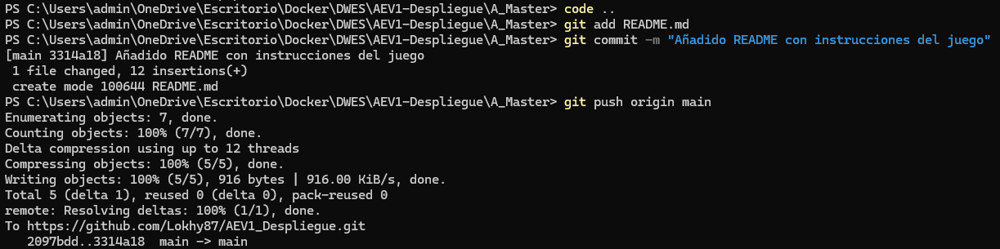 PS C:\Users\admin\OneDrive\Escritorio\Docker\DWES\AEV1-Despliegue\A_Master> code ..
PS C:\Users\admin\OneDrive\Escritorio\Docker\DWES\AEV1-Despliegue\A_Master> git add README.md
PS C:\Users\admin\OneDrive\Escritorio\Docker\DWES\AEV1-Despliegue\A_Master> git commit -m "Añadido README con instrucciones del juego"
[main 3314a18] Añadido README con instrucciones del juego
 1 file changed, 12 insertions(+)
 create mode 100644 README.md
PS C:\Users\admin\OneDrive\Escritorio\Docker\DWES\AEV1-Despliegue\A_Master> git push origin main
Enumerating objects: 7, done.
Counting objects: 100% (7/7), done.
Delta compression using up to 12 threads
Compressing objects: 100% (5/5), done.
Writing objects: 100% (5/5), 916 bytes | 916.00 KiB/s, done.
Total 5 (delta 1), reused 0 (delta 0), pack-reused 0
remote: Resolving deltas: 100% (1/1), done.
To https://github.com/Lokhy87/AEV1_Despliegue.git
   2097bdd..3314a18  main -> main